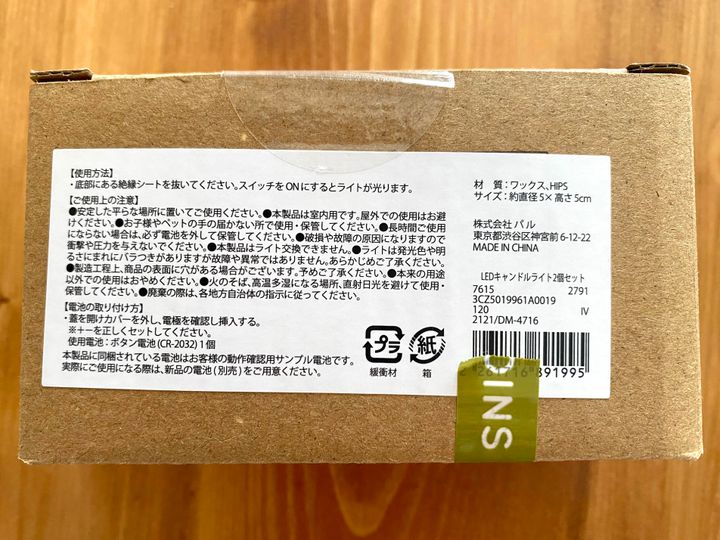 【使用方法】
・底部にある絶縁シートを抜いてください。スイッチをONにするとライトが光ります。
【ご使用上の注意】
●安定した平らな場所に置いてご使用ください。●本製品は室内用です。屋外での使用はお避
けください。●お子様やペットの手の届かない所で使用・保管してください。●長時間ご使用
にならない場合は、必ず電池を外して保管してください。●破損や故障の原因になりますので
衝撃や圧力を与えないでください。●本製品はライト交換できません。●ライトは発光色や明
るさにまれにバラつきがありますが故障や異常ではありません。あらかじめご了承ください。
●製造工程上、商品の表面に穴がある場合がございます。予めご了承ください。●本来の用途
以外での使用はおやめください。●火のそば、高温多湿になる場所、直射日光を避けて使用・
保管してください。●廃棄の際は、各地方自治体の指示に従ってください。
【電池の取り付け方】
・蓋を開けカバーを外し、電極を確認し挿入する。
※+−を正しくセットしてください。
使用電池:ボタン電池(CR-2032)1個
本製品に同梱されている電池はお客様の動作確認用サンプル電池です。
実際にご使用になる際は、新品の電池(別売)をご使用ください。
プラ
緩衝材
紙
箱
材 質:ワックス、HIPS
サイズ:約直径5×高さ5cm
株式会社パル
東京都渋谷区神宮前6-12-22
MADE IN CHINA
LEDキャンドルライト2個セット
7615 2791
3CZ5019961A0019
120 IV
2121/DM-4716
891995
INS